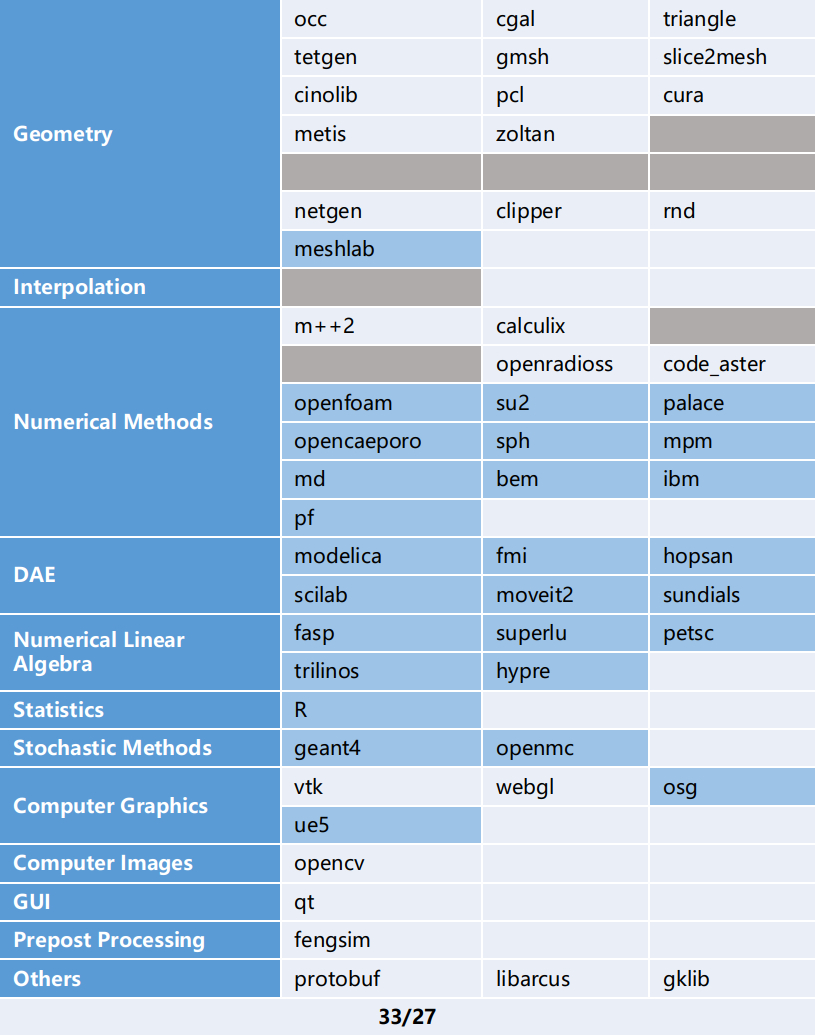 occ cgal triangle
tetgen gmsh slice2mesh
cinolib pcl cura
Geometry metis zoltan
netgen clipper rnd
meshlab
Interpolation
m++2 calculix
openradioss code_aster
openfoam su2 palace
Numerical Methods
opencaeporo sph mpm
md bem ibm
pf
modelica fmi hopsan
DAE
scilab moveit2 sundials
fasp superlu petsc
Numerical Linear
Algebra
trilinos hypre
Statistics R
Stochastic Methods geant4 openmc
vtk webgl osg
Computer Graphics
ue5
Computer Images opencv
GUI qt
Prepost Processing fengsim
Others protobuf libarcus gklib
33/27